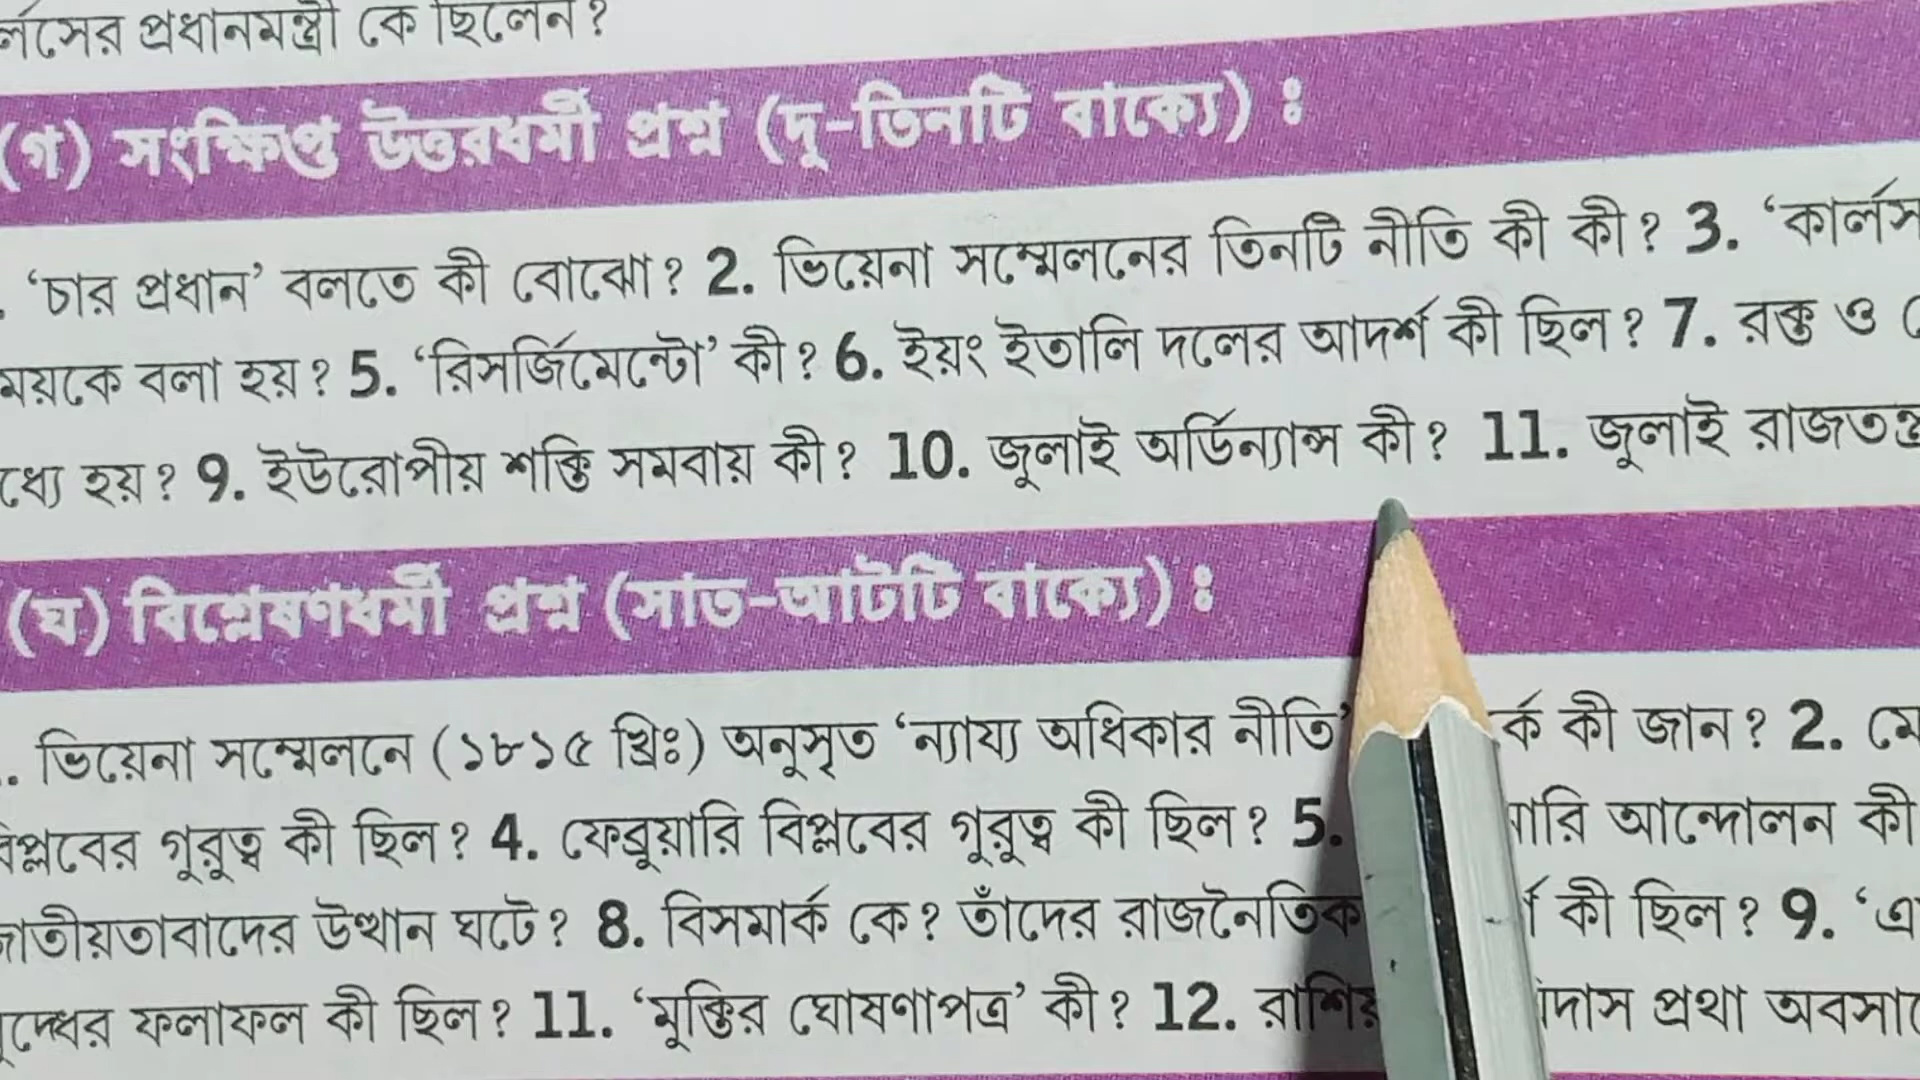 প্রধানমন্ত্রী কে ছিলেন?
(গ) সংক্ষিপ্ত উত্তরধর্মী প্রশ্ন (দু-তিনটি বাক্যে) ঃ
. ‘চার প্রধান’ বলতে কী বোঝো? 2. ভিয়েনা সম্মেলনের তিনটি নীতি কী কী? 3. ‘কার্লস
ময়কে বলা হয়? 5. ‘রিসর্জিমেন্টো’ কী? 6. ইয়ং ইতালি দলের আদর্শ কী ছিল? 7. রক্ত ও
ধ্যে হয়? 9. ইউরোপীয় শক্তি সমবায় কী? 10. জুলাই অর্ডিন্যান্স কী? 11. জুলাই রাজতন্ত্র
(ঘ) বিশ্লেষণধর্মী প্রশ্ন (সাত-আটটি বাক্যে) ঃ
. ভিয়েনা সম্মেলনে (১৮১৫ খ্রিঃ) অনুসৃত ‘ন্যায্য অধিকার নীতি’ র্কে কী জান? 2. মে
বিপ্লবের গুরুত্ব কী ছিল? 4. ফেব্রুয়ারি বিপ্লবের গুরুত্ব কী ছিল? 5. আন্দোলন কী
জাতীয়তাবাদের উত্থান ঘটে? 8. বিসমার্ক কে? তাঁদের রাজনৈতিক কী ছিল? 9. ‘এ
যুদ্ধের ফলাফল কী ছিল? 11. ‘মুক্তির ঘোষণাপত্র’ কী? 12. রাশিয় দাস প্রথা অবসা